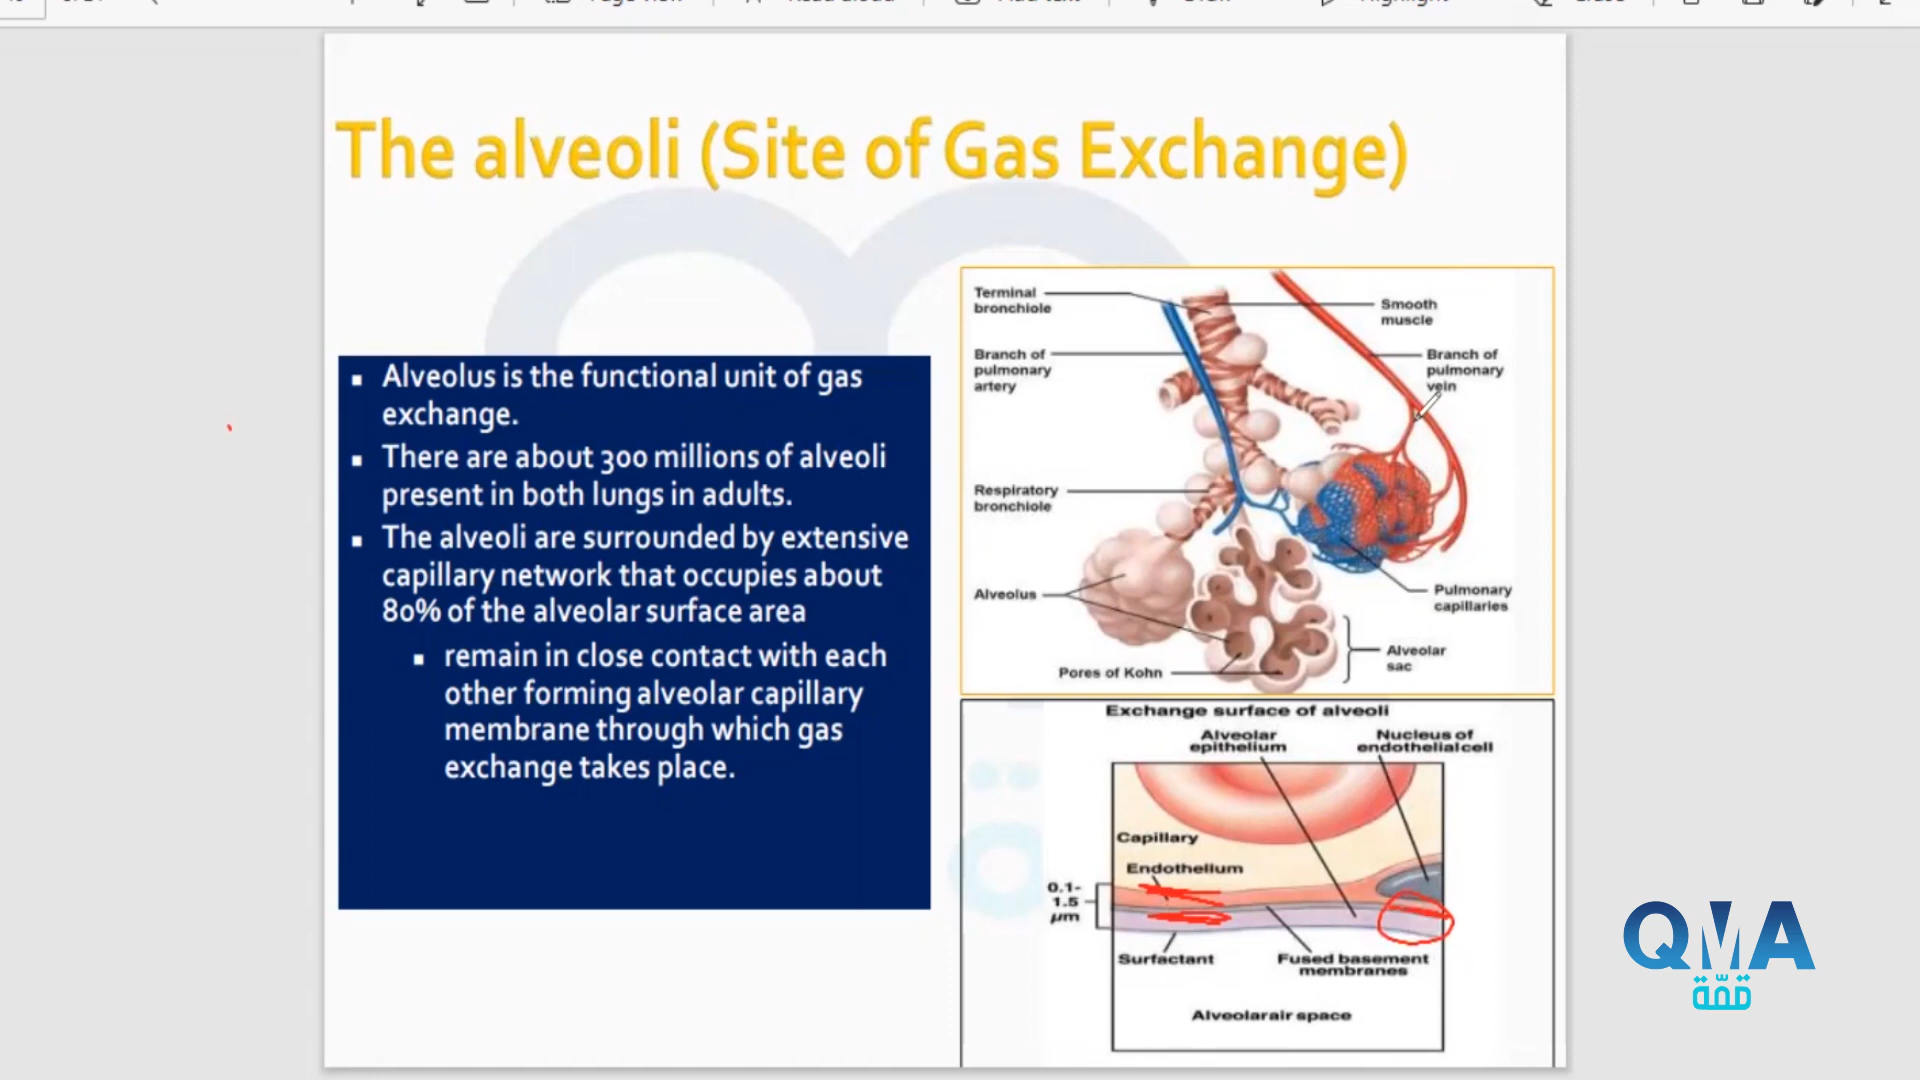 The alveoli (Site of Gas Exchange)
Alveolus is the functional unit of gas
exchange.
There are about 300 millions of alveoli
present in both lungs in adults.
The alveoli are surrounded by extensive
capillary network that occupies about
80% of the alveolar surface area
remain in close contact with each
other forming alveolar capillary
membrane through which gas
exchange takes place.
Terminal
bronchiole
Smooth
muscle
Branch of
pulmonary
artery
Branch of
pulmonary
vein
Respiratory
bronchiole
Alveolus
Pulmonary
capillaries
Alveolar
sac
Pores of Kohn
Exchange surface of alveoli
Alveolar
epithelium
Nucleus of
endothelial cell
Capillary
Endothelium
0.1-
1.5
µm
Surfactant
Fused basement
membranes
Alveolar air space
QMA
قمّة